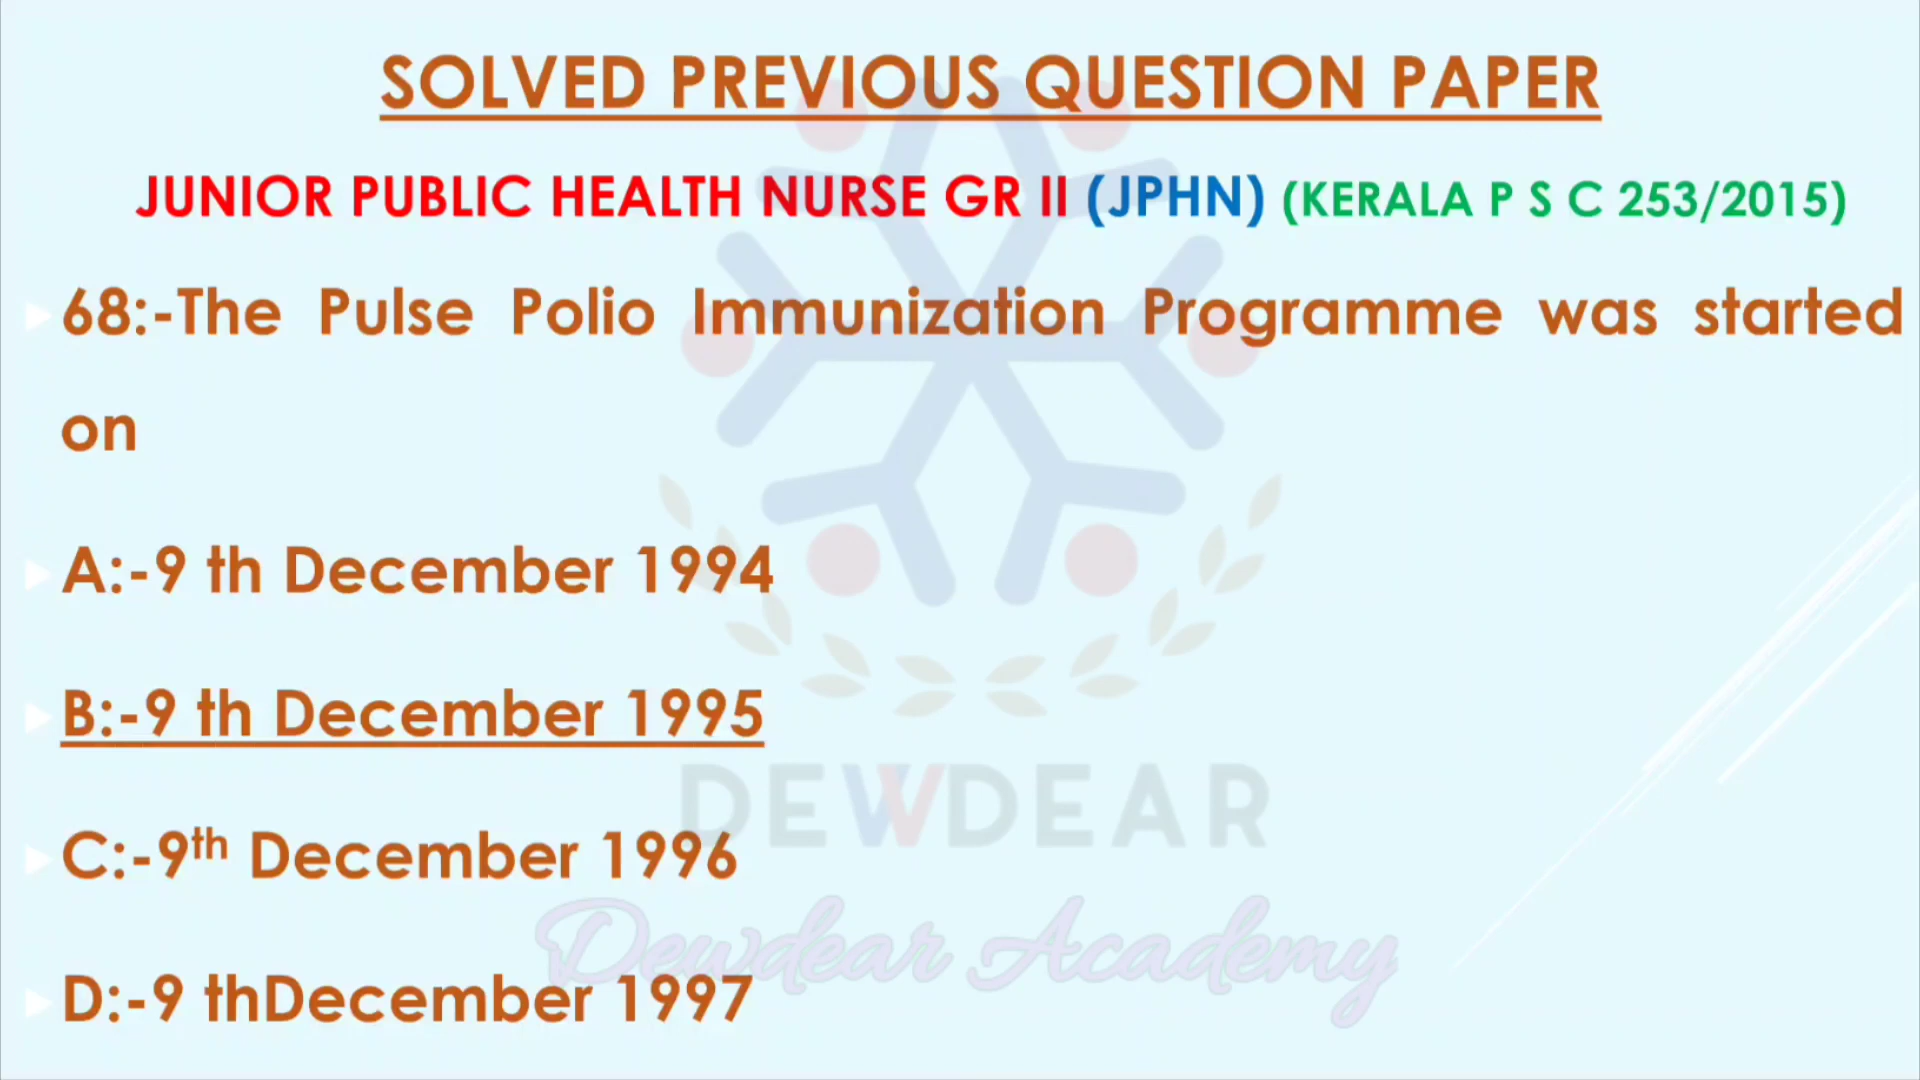 SOLVED PREVIOUS QUESTION PAPER
JUNIOR PUBLIC HEALTH NURSE GR II (JPHN) (KERALA P S C 253/2015)
68:-The Pulse Polio Immunization Programme was started
on
A:-9 th December 1994
B:-9 th December 1995
C:-9th December 1996
D:-9 thDecember 1997
DEWDEAR
Dewdear Academy